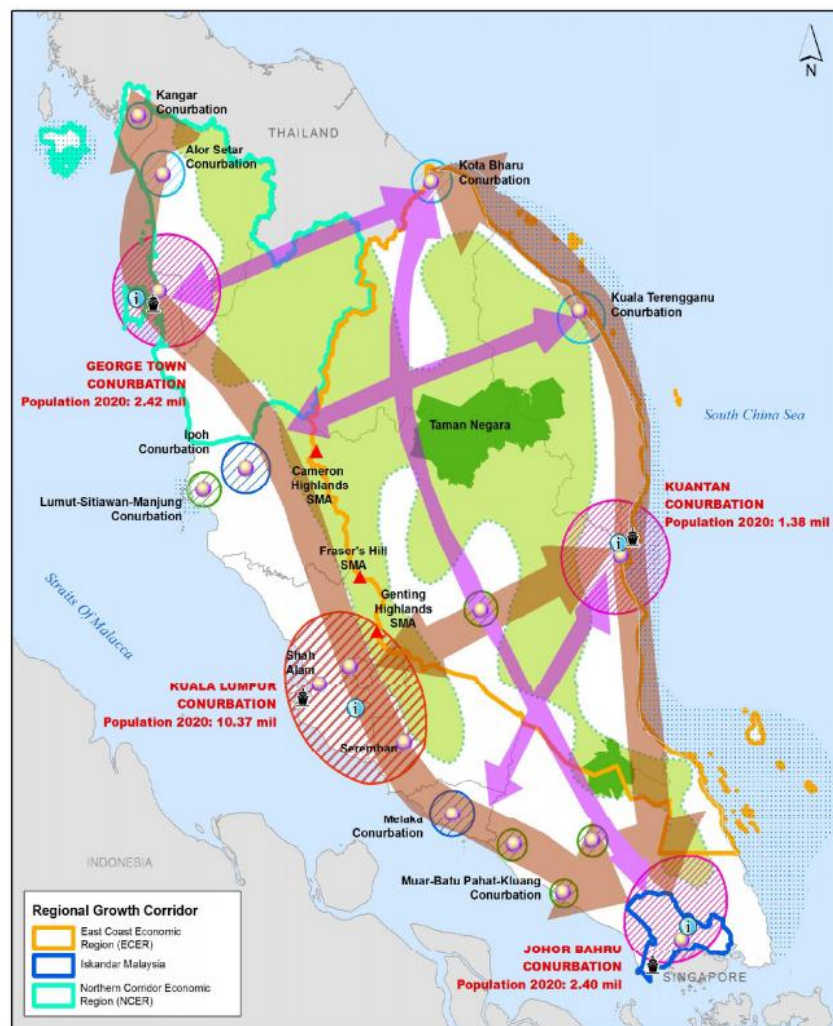 N
Kangar
Conurbation
THAILAND
Alor Setar
Conurbation
Kota Bharu
Conurbation
Kuala Terengganu
Conurbation
GEORGE TOWN
CONURBATION
Population 2020: 2.42 mil
Taman Negara
South China Sea
Ipoh
Conurbation
Cameron
Highlands
SMA
Lumut-Sitiawan-Manjung
Conurbation
KUANTAN
CONURBATION
Population 2020: 1.38 mil
Fraser's Hill
SMA
Genting
Highlands
SMA
Straits Of Malacca
Shah
Alam
KUALA LUMPUR
CONURBATION
Population 2020: 10.37 mil
Seremban
Melaka
Conurbation
INDONESIA
Muar-Batu Pahat-Kluang
Conurbation
JOHOR BAHRU
CONURBATION
Population 2020: 2.40 mil
SINGAPORE
Regional Growth Corridor
East Coast Economic
Region (ECER)
Iskandar Malaysia
Northern Corridor Economic
Region (NCER)
i
i
i
i